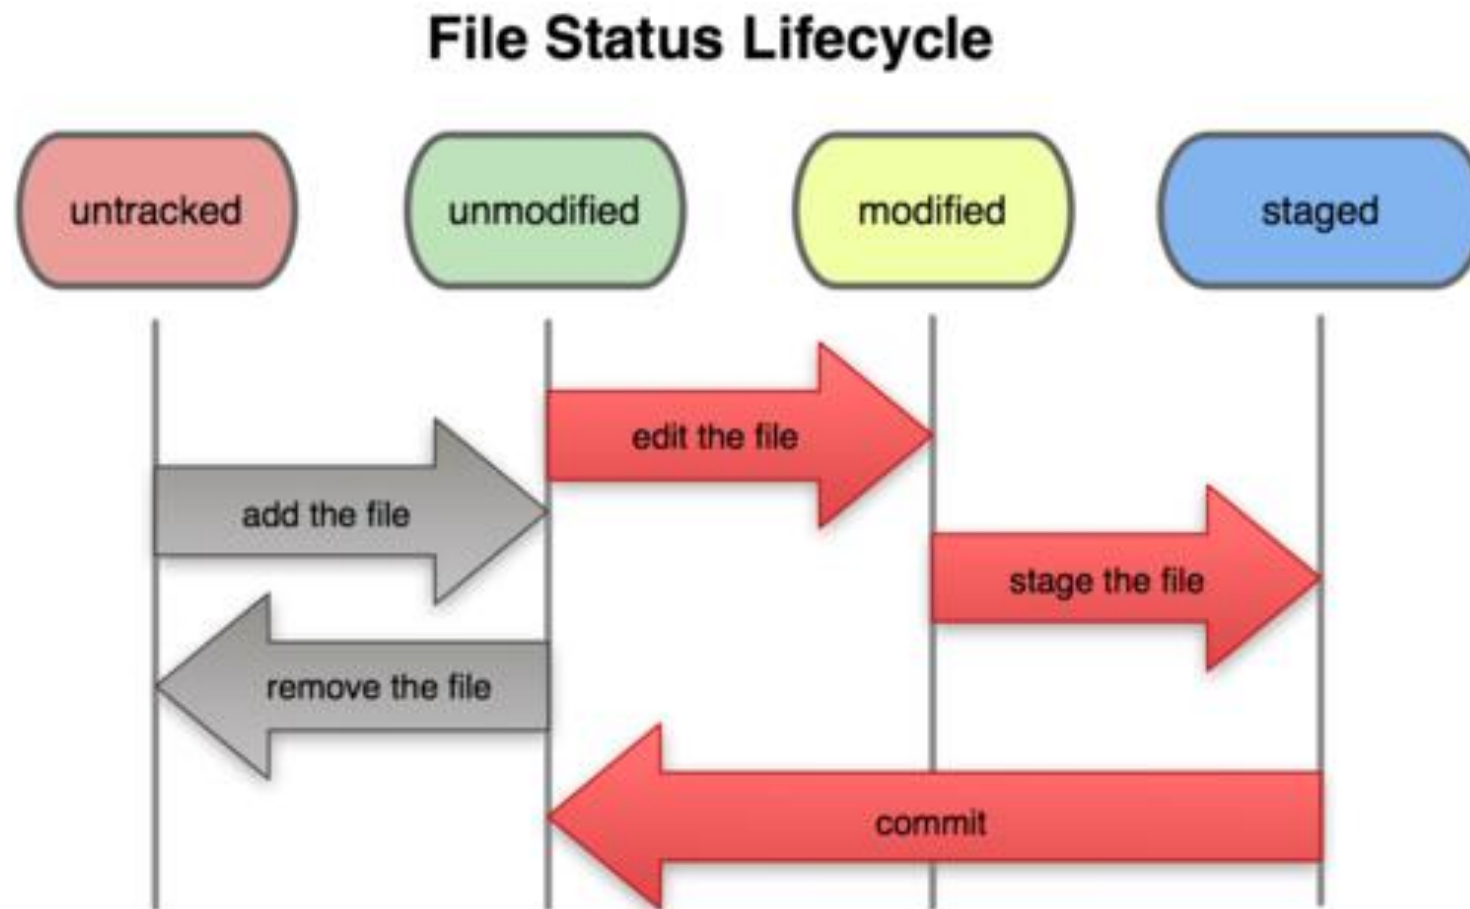 File Status Lifecycle
untracked
unmodified
modified
staged
edit the file
add the file
stage the file
remove the file
commit